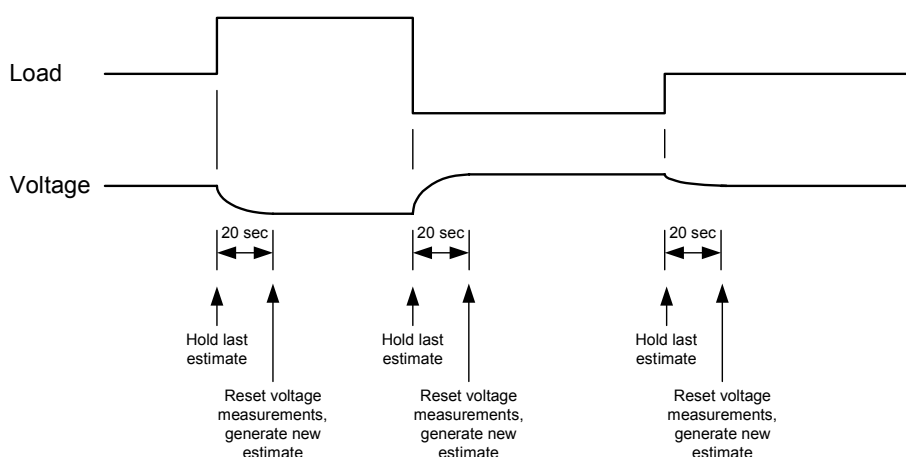 Load
Voltage
20 sec
20 sec
20 sec
Hold last
estimate
Hold last
estimate
Hold last
estimate
Reset voltage
measurements,
generate new
estimate
Reset voltage
measurements,
generate new
estimate
Reset voltage
measurements,
generate new
estimate